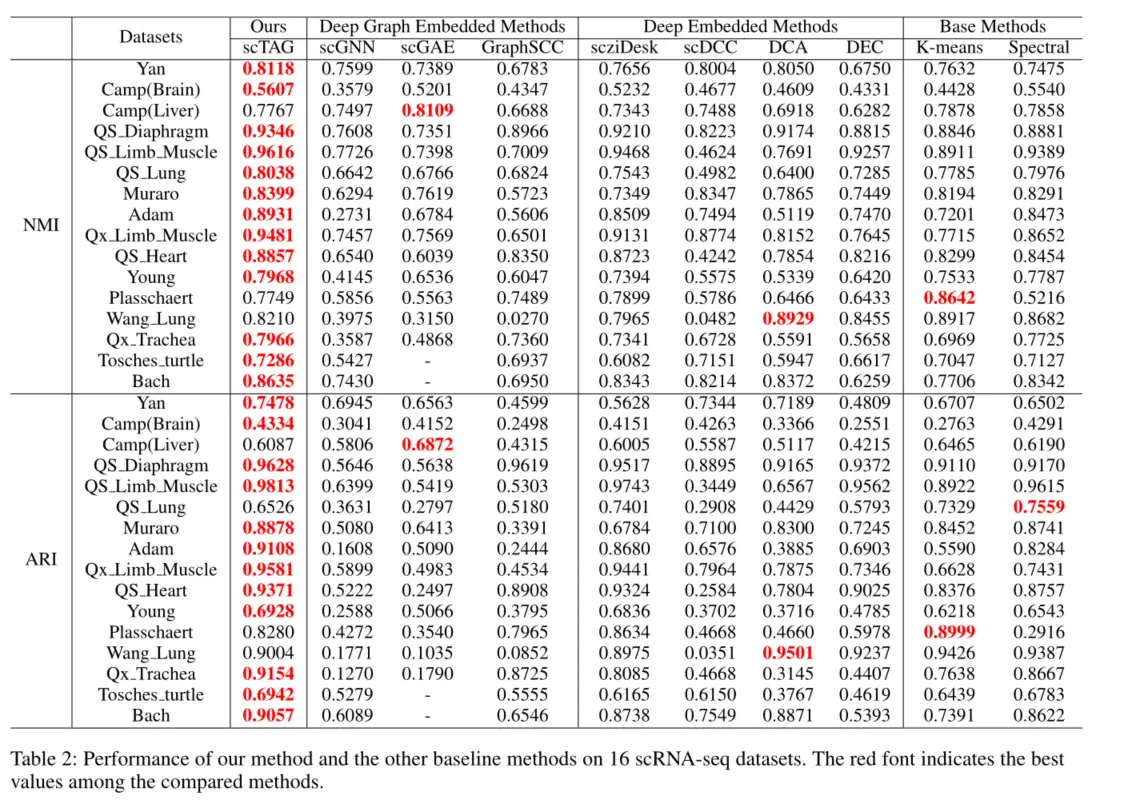 Datasets Ours Deep Graph Embedded Methods Deep Embedded Methods Base Methods
scTAG scGNN scGAE GraphSCC scziDesk scDCC DCA DEC K-means Spectral
NMI
Yan 0.8118 0.7599 0.7389 0.6783 0.7656 0.8004 0.8050 0.6750 0.7632 0.7475
Camp(Brain) 0.5607 0.3579 0.5201 0.4347 0.5232 0.4677 0.4609 0.4331 0.4428 0.5540
Camp(Liver) 0.7767 0.7497 0.8109 0.6688 0.7343 0.7488 0.6918 0.6282 0.7878 0.7858
QS_Diaphragm 0.9346 0.7608 0.7351 0.8966 0.9210 0.8223 0.9174 0.8815 0.8846 0.8881
QS_Limb_Muscle 0.9616 0.7726 0.7398 0.7009 0.9468 0.4624 0.7691 0.9257 0.8911 0.9389
QS_Lung 0.8038 0.6642 0.6766 0.6824 0.7543 0.4982 0.6400 0.7285 0.7785 0.7976
Muraro 0.8399 0.6294 0.7619 0.5723 0.7349 0.8347 0.7865 0.7449 0.8194 0.8291
Adam 0.8931 0.2731 0.6784 0.5606 0.8509 0.7494 0.5119 0.7470 0.7201 0.8473
Qx_Limb_Muscle 0.9481 0.7457 0.7569 0.6501 0.9131 0.8774 0.8152 0.7645 0.7715 0.8652
QS_Heart 0.8857 0.6540 0.6039 0.8350 0.8723 0.4242 0.7854 0.8216 0.8299 0.8454
Young 0.7968 0.4145 0.6536 0.6047 0.7394 0.5575 0.5339 0.6420 0.7533 0.7787
Plasschaert 0.7749 0.5856 0.5563 0.7489 0.7899 0.5786 0.6466 0.6433 0.8642 0.5216
Wang_Lung 0.8210 0.3975 0.3150 0.0270 0.7965 0.0482 0.8929 0.8455 0.8917 0.8682
Qx_Trachea 0.7966 0.3587 0.4868 0.7360 0.7341 0.6728 0.5591 0.5658 0.6969 0.7725
Tosches_turtle 0.7286 0.5427 - 0.6937 0.6082 0.7151 0.5947 0.6617 0.7047 0.7127
Bach 0.8635 0.7430 - 0.6950 0.8343 0.8214 0.8372 0.6259 0.7706 0.8342
ARI
Yan 0.7478 0.6945 0.6563 0.4599 0.5628 0.7344 0.7189 0.4809 0.6707 0.6502
Camp(Brain) 0.4334 0.3041 0.4152 0.2498 0.4151 0.4263 0.3366 0.2551 0.2763 0.4291
Camp(Liver) 0.6087 0.5806 0.6872 0.4315 0.6005 0.5587 0.5117 0.4215 0.6465 0.6190
QS_Diaphragm 0.9628 0.5646 0.5638 0.9619 0.9517 0.8895 0.9165 0.9372 0.9110 0.9170
QS_Limb_Muscle 0.9813 0.6399 0.5419 0.5303 0.9743 0.3449 0.6567 0.9562 0.8922 0.9615
QS_Lung 0.6526 0.3631 0.2797 0.5180 0.7401 0.2908 0.4429 0.5793 0.7329 0.7559
Muraro 0.8878 0.5080 0.6413 0.3391 0.6784 0.7100 0.8300 0.7245 0.8452 0.8741
Adam 0.9108 0.1608 0.5090 0.2444 0.8680 0.6576 0.3885 0.6903 0.5590 0.8284
Qx_Limb_Muscle 0.9581 0.5899 0.4983 0.4534 0.9441 0.7964 0.7875 0.7346 0.6628 0.7431
QS_Heart 0.9371 0.5222 0.2497 0.8908 0.9324 0.2584 0.7804 0.9025 0.8376 0.8757
Young 0.6928 0.2588 0.5066 0.3795 0.6836 0.3702 0.3716 0.4785 0.6218 0.6543
Plasschaert 0.8280 0.4272 0.3540 0.7965 0.8634 0.4668 0.4660 0.5978 0.8999 0.2916
Wang_Lung 0.9004 0.1771 0.1035 0.0852 0.8975 0.0351 0.9501 0.9237 0.9426 0.9387
Qx_Trachea 0.9154 0.1270 0.1790 0.8725 0.8085 0.4668 0.3145 0.4407 0.7638 0.8667
Tosches_turtle 0.6942 0.5279 - 0.5555 0.6165 0.6150 0.3767 0.4619 0.6439 0.6783
Bach 0.9057 0.6089 - 0.6546 0.8738 0.7549 0.8871 0.5393 0.7391 0.8622
Table 2: Performance of our method and the other baseline methods on 16 scRNA-seq datasets. The red font indicates the best
values among the compared methods.